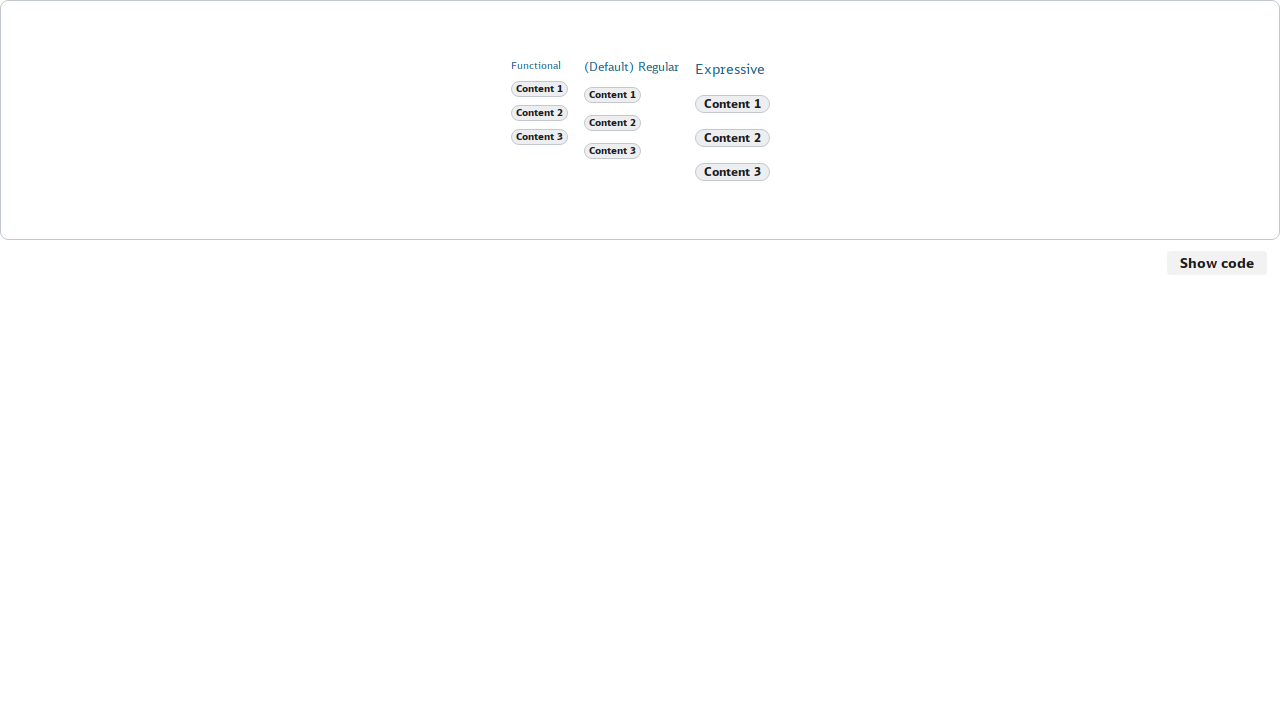 Functional
Content 1
Content 2
Content 3
(Default) Regular
Content 1
Content 2
Content 3
Expressive
Content 1
Content 2
Content 3
Show code